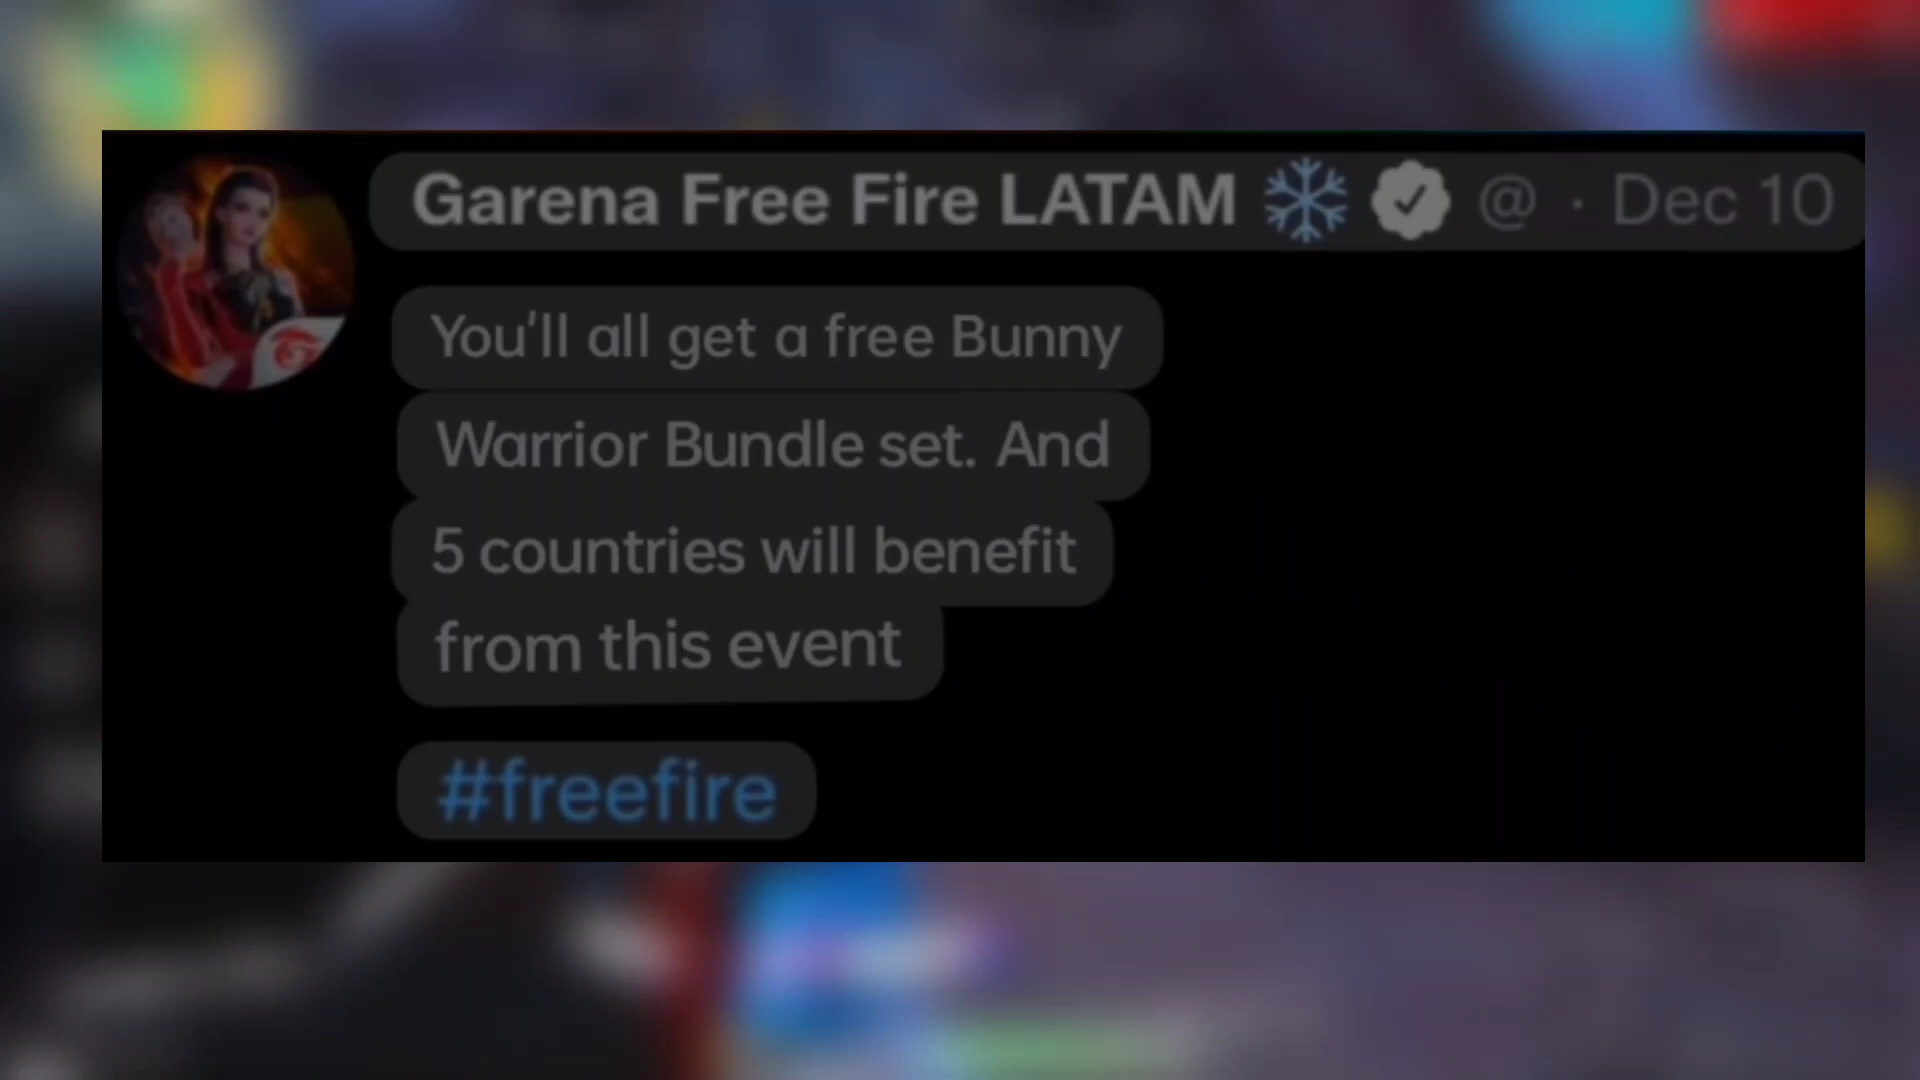 Garena Free Fire LATAM ❄ @ · Dec 10
You'll all get a free Bunny
Warrior Bundle set. And
5 countries will benefit
from this event
#freefire